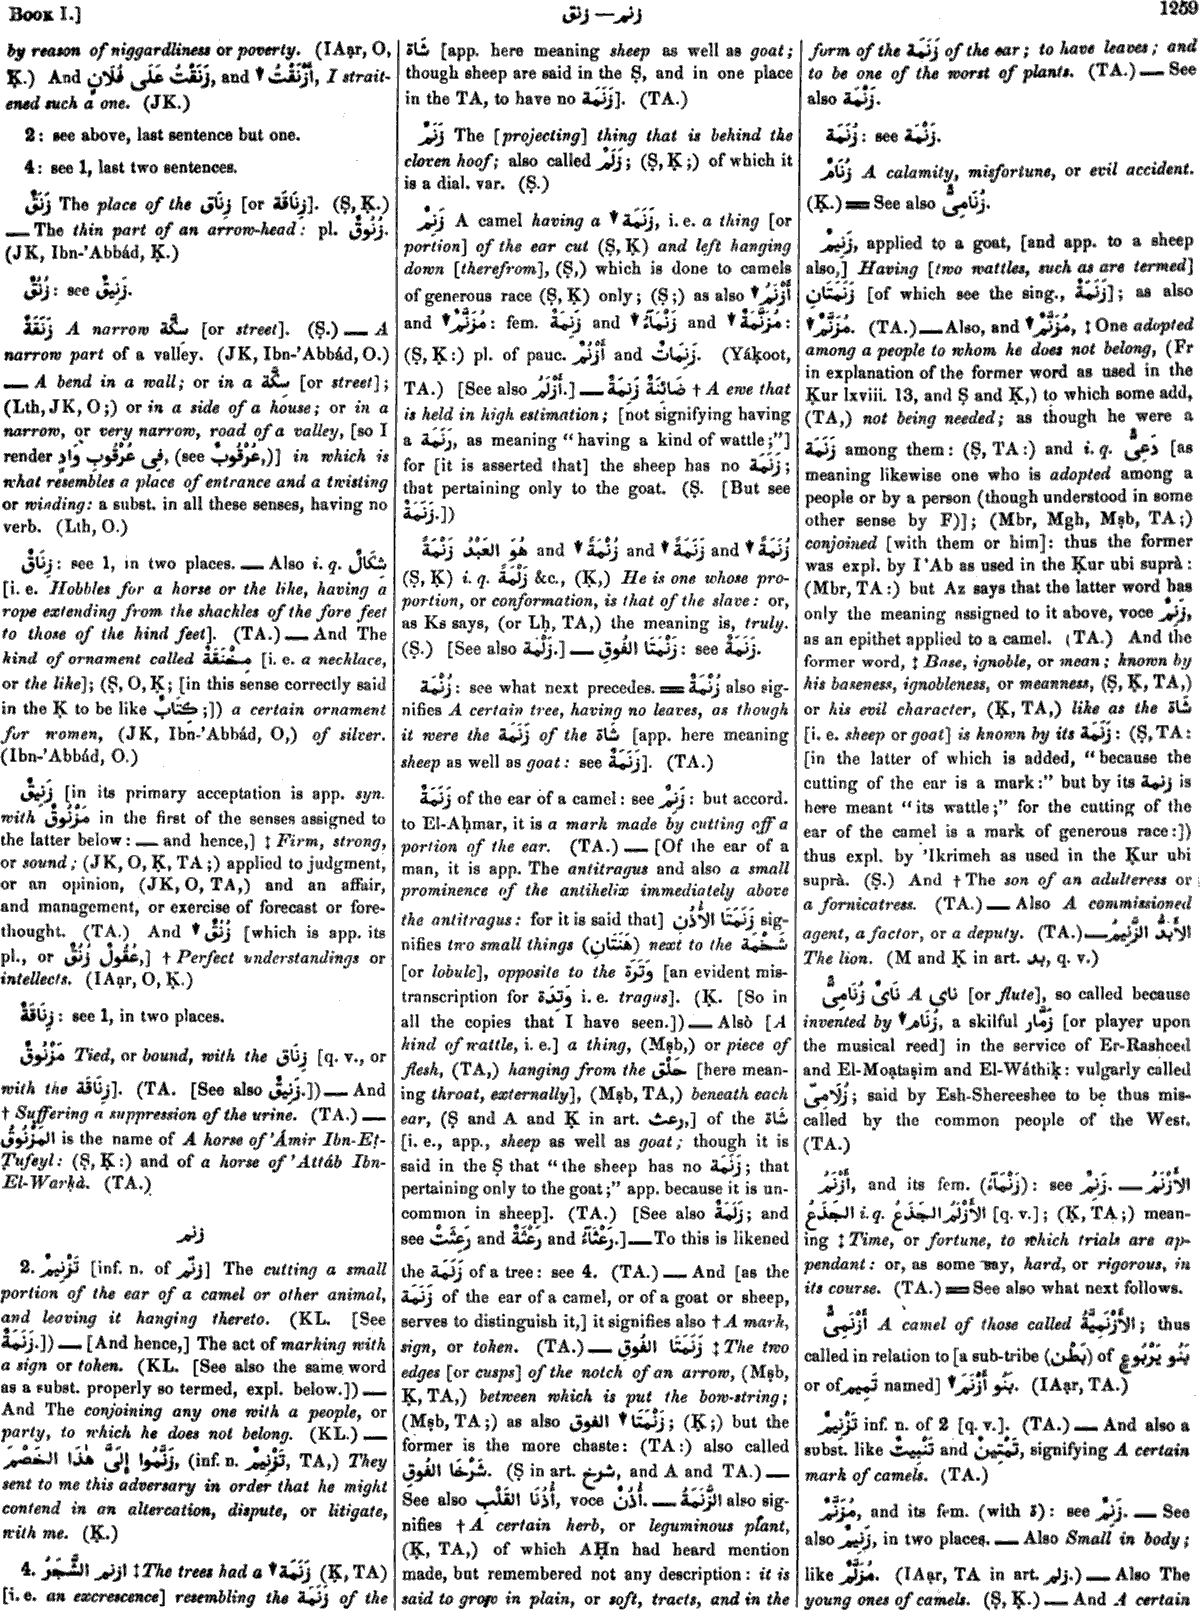 Book I.]
زنق — زنم
1259
by reason of niggardliness or poverty. (IAạr, O,
Ḳ.) And زَنَقْتُ عَلَى فُلَانٍ, and ↓ أَزْنَقْتُ, I strait-
ened such a one. (JK.)
2: see above, last sentence but one.
4: see 1, last two sentences.
زَنَقٌ The place of the زِنَاق [or زِنَاقَة]. (Ṣ, Ḳ.)
— The thin part of an arrow-head: pl. زُنُوقٌ.
(JK, Ibn-'Abbád, Ḳ.)
زُنُقٌ: see زَنِيقٌ.
زَنَقَةٌ A narrow سِكَّة [or street]. (Ṣ.) — A
narrow part of a valley. (JK, Ibn-'Abbád, O.)
— A bend in a wall; or in a سِكَّة [or street];
(Lth, JK, O;) or in a side of a house; or in a
narrow, or very narrow, road of a valley, [so I
render فِى عُرْقُوبِ وَادٍ, (see عُرْقُوبٌ,)] in which is
what resembles a place of entrance and a twisting
or winding: a subst. in all these senses, having no
verb. (Lth, O.)
زِنَاقٌ: see 1, in two places. — Also i. q. شِكَالٌ
[i. e. Hobbles for a horse or the like, having a
rope extending from the shackles of the fore feet
to those of the hind feet]. (TA.) — And The
kind of ornament called مِخْنَقَةٌ [i. e. a necklace,
or the like]; (Ṣ, O, Ḳ; [in this sense correctly said
in the Ḳ to be like كِتَابٌ;]) a certain ornament
for women, (JK, Ibn-'Abbád, O,) of silver.
(Ibn-'Abbád, O.)
زَنِيقٌ [in its primary acceptation is app. syn.
with مَزْنُوقٌ in the first of the senses assigned to
the latter below: — and hence,] ‡ Firm, strong,
or sound; (JK, O, Ḳ, TA;) applied to judgment,
or an opinion, (JK, O, TA,) and an affair,
and management, or exercise of forecast or fore-
thought. (TA.) And ↓ زُنُقٌ [which is app. its
pl., or عُقُولٌ زُنُقٌ,] † Perfect understandings or
intellects. (IAạr, O, Ḳ.)
زِنَاقَةٌ: see 1, in two places.
مَزْنُوقٌ Tied, or bound, with the زِنَاق [q. v., or
with the زِنَاقَة]. (TA. [See also زَنِيقٌ.]) — And
† Suffering a suppression of the urine. (TA.) —
المَزْنُوقُ is the name of A horse of 'Ámir Ibn-Eṭ-
Ṭufeyl: (Ṣ, Ḳ:) and of a horse of 'Attáb Ibn-
El-Warḳà. (TA.)
زنم
2. تَزْنِيمٌ [inf. n. of زنّم] The cutting a small
portion of the ear of a camel or other animal,
and leaving it hanging thereto. (KL. [See
زَنَمَةٌ.]) — [And hence,] The act of marking with
a sign or token. (KL. [See also the same word
as a subst. properly so termed, expl. below.]) —
And The conjoining any one with a people, or
party, to which he does not belong. (KL.) —
زَنَّمُوا إِلَىَّ هٰذَا الخَصْمَ, (inf. n. تَزْنِيمٌ, TA,) They
sent to me this adversary in order that he might
contend in an altercation, dispute, or litigate,
with me. (Ḳ.)
4. ازنم الشَّجَرُ ‡ The trees had a ↓ زَنَمَة (Ḳ, TA)
[i. e. an excrescence] resembling the زَنَمَة of the
شَاة [app. here meaning sheep as well as goat;
though sheep are said in the Ṣ, and in one place
in the TA, to have no زَنَمَة]. (TA.)
زَنَمٌ The [projecting] thing that is behind the
cloven hoof; also called زَلَمٌ; (Ṣ, Ḳ;) of which it
is a dial. var. (Ṣ.)
زَنِمٌ A camel having a ↓ زَنَمَة, i. e. a thing [or
portion] of the ear cut (Ṣ, Ḳ) and left hanging
down [therefrom], (Ṣ,) which is done to camels
of generous race (Ṣ, Ḳ) only; (Ṣ;) as also ↓ أَزْنَمُ
and ↓ مُزَنَّمٌ: fem. زَنِمَةٌ and ↓ زَنْمَآءُ and ↓ مُزَنَّمَةٌ:
(Ṣ, Ḳ:) pl. of pauc. أَزْنُمٌ and زَنِمَاتٌ. (Yáḳoot,
TA.) [See also أَزْلَمُ.] — ضَائِنَةٌ زَنِمَةٌ † A ewe that
is held in high estimation; [not signifying having
a زَنَمَة, as meaning "having a kind of wattle;"]
for [it is asserted that] the sheep has no زَنَمَة;
that pertaining only to the goat. (Ṣ. [But see
زَنَمَةٌ.])
هُوَ العَبْدُ زَنْمَةً and ↓ زُنْمَةً and ↓ زَنَمَةً and ↓ زُنَمَةً
(Ṣ, Ḳ) i. q. زَلْمَةً &c., (Ḳ,) He is one whose pro-
portion, or conformation, is that of the slave: or,
as Ks says, (or Lḥ, TA,) the meaning is, truly.
(Ṣ.) [See also زَلْمَة.] — زَنْمَتَا الفُوقِ: see زَنَمَةٌ.
زُنْمَة: see what next precedes. = زُنْمَةٌ also sig-
nifies A certain tree, having no leaves, as though
it were the زَنَمَة of the شَاة [app. here meaning
sheep as well as goat: see زَنَمَةٌ]. (TA.)
زَنَمَةٌ of the ear of a camel: see زَنِمٌ: but accord.
to El-Aḥmar, it is a mark made by cutting off a
portion of the ear. (TA.) — [Of the ear of a
man, it is app. The antitragus and also a small
prominence of the antihelix immediately above
the antitragus: for it is said that] زَنَمَتَا الأُذُنِ sig-
nifies two small things (هَنَتَانِ) next to the شَحْمَة
[or lobule], opposite to the وَتَرَة [an evident mis-
transcription for وَتِدَة i. e. tragus]. (Ḳ. [So in
all the copies that I have seen.]) — Also [A
kind of wattle, i. e.] a thing, (Mṣb,) or piece of
flesh, (TA,) hanging from the حَلْق [here mean-
ing throat, externally], (Mṣb, TA,) beneath each
ear, (Ṣ and A and Ḳ in art. رعث,) of the شَاة
[i. e., app., sheep as well as goat; though it is
said in the Ṣ that "the sheep has no زَنَمَة; that
pertaining only to the goat;" app. because it is un-
common in sheep]. (TA.) [See also زَلَمَةٌ; and
see رَعِثَتْ and رَعْثَةٌ and رَعْثَآءُ.] — To this is likened
the زَنَمَة of a tree: see 4. (TA.) — And [as the
زَنَمَة of the ear of a camel, or of a goat or sheep,
serves to distinguish it,] it signifies also † A mark,
sign, or token. (TA.) — زَنَمَتَا الفُوقِ ‡ The two
edges [or cusps] of the notch of an arrow, (Mṣb,
Ḳ, TA,) between which is put the bow-string;
(Mṣb, TA;) as also ↓ زَنْمَتَا الفوق; (Ḳ;) but the
former is the more chaste: (TA:) also called
شَرْخَا الفُوقِ. (Ṣ in art. شرخ, and A and TA.) —
See also أُذُنَا القَلْبِ, voce أُذُنٌ. — الزَّنَمَةُ also sig-
nifies † A certain herb, or leguminous plant,
(Ḳ, TA,) of which AḤn had heard mention
made, but remembered not any description: it is
said to grow in plain, or soft, tracts, and in the
form of the زَنَمَة of the ear; to have leaves; and
to be one of the worst of plants. (TA.) — See
also زَنْمَة.
زُنَمَة: see زَنْمَة.
زُنَامٌ A calamity, misfortune, or evil accident.
(Ḳ.) = See also زُنَامِىٌّ.
زَنِيمٌ, applied to a goat, [and app. to a sheep
also,] Having [two wattles, such as are termed]
زَنَمَتَانِ [of which see the sing., زَنَمَةٌ]; as also
↓ مُزَنَّمٌ. (TA.) — Also, and ↓ مُزَنَّمٌ, ‡ One adopted
among a people to whom he does not belong, (Fr
in explanation of the former word as used in the
Ḳur lxviii. 13, and Ṣ and Ḳ,) to which some add,
(TA,) not being needed; as though he were a
زَنَمَة among them: (Ṣ, TA:) and i. q. دَعِىٌّ [as
meaning likewise one who is adopted among a
people or by a person (though understood in some
other sense by F)]; (Mbr, Mgh, Mṣb, TA;)
conjoined [with them or him]: thus the former
was expl. by I'Ab as used in the Ḳur ubi suprà:
(Mbr, TA:) but Az says that the latter word has
only the meaning assigned to it above, voce زَنِمٌ,
as an epithet applied to a camel. (TA.) And the
former word, ‡ Base, ignoble, or mean; known by
his baseness, ignobleness, or meanness, (Ṣ, Ḳ, TA,)
or his evil character, (Ḳ, TA,) like as the شَاة
[i. e. sheep or goat] is known by its زَنَمَة: (Ṣ, TA:
[in the latter of which is added, "because the
cutting of the ear is a mark:" but by its زنمة is
here meant "its wattle;" for the cutting of the
ear of the camel is a mark of generous race:])
thus expl. by 'Ikrimeh as used in the Ḳur ubi
suprà. (Ṣ.) And † The son of an adulteress or
a fornicatress. (TA.) — Also A commissioned
agent, a factor, or a deputy. (TA.) — الأَبَدُّ الزَّنِيمُ
The lion. (M and Ḳ in art. بد, q. v.)
نَاىٌ زُنَامِىٌّ A ناى [or flute], so called because
invented by ↓ زُنَام, a skilful زَمَّار [or player upon
the musical reed] in the service of Er-Rasheed
and El-Moạtaṣim and El-Wáthiḳ: vulgarly called
زُلَامِىّ; said by Esh-Shereeshee to be thus mis-
called by the common people of the West.
(TA.)
أَزْنَمُ, and its fem. (زَنْمَآءُ): see زَنِمٌ. — الأَزْنَمُ
الجَذَعُ i. q. الأَزْلَمُ الجَذَعُ [q. v.]; (Ḳ, TA;) mean-
ing ‡ Time, or fortune, to which trials are ap-
pendant: or, as some say, hard, or rigorous, in
its course. (TA.) = See also what next follows.
أَزْنَمِىٌّ A camel of those called الأَزْنَمِيَّةُ; thus
called in relation to [a sub-tribe (بَطْن) of بَنُو يَرْبُوعٍ
or of تَمِيم named] ↓ بَنُو أَزْنَمَ. (IAạr, TA.)
تَزْنِيمٌ inf. n. of 2 [q. v.]. (TA.) — And also a
subst. like تَنْبِيتٌ and تَمْتِينٌ, signifying A certain
mark of camels. (TA.)
مُزَنَّمٌ, and its fem. (with ة): see زَنِمٌ. — See
also زَنِيمٌ, in two places. — Also Small in body;
like مُزَلَّمٌ. (IAạr, TA in art. زلم.) — Also The
young ones of camels. (Ṣ, Ḳ.) — And A certain